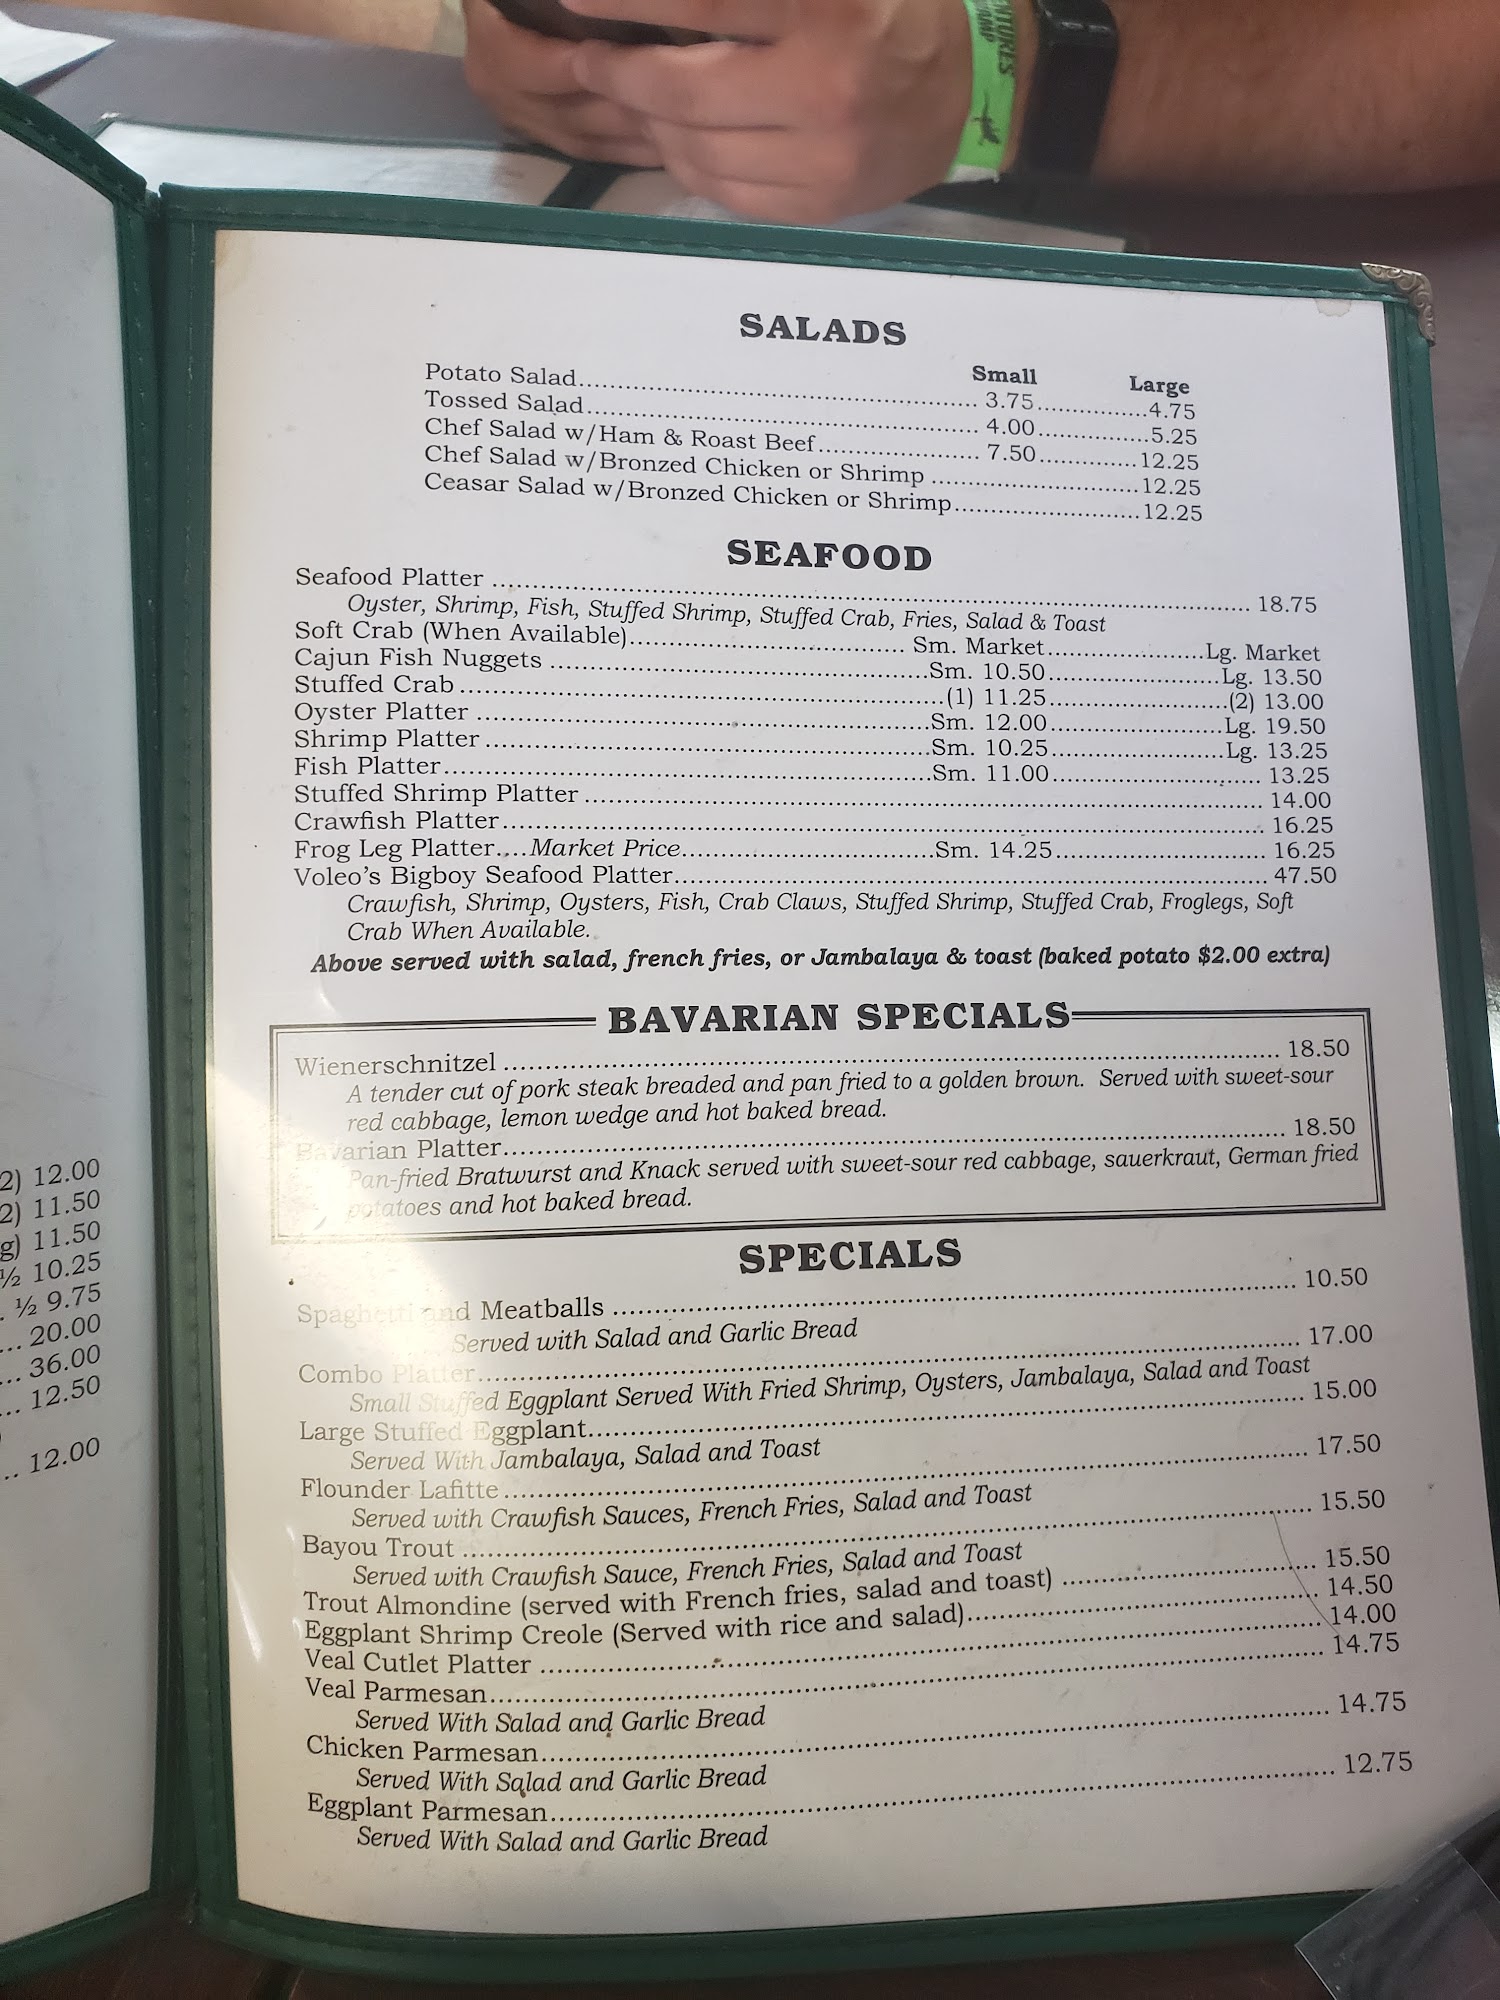 TURES
SWAMP
SALADS
Small Large
Potato Salad 3.75 4.75
Tossed Salad 4.00 5.25
Chef Salad w/Ham & Roast Beef 7.50 12.25
Chef Salad w/Bronzed Chicken or Shrimp 12.25
Ceasar Salad w/Bronzed Chicken or Shrimp 12.25
SEAFOOD
Seafood Platter 18.75
Oyster, Shrimp, Fish, Stuffed Shrimp, Stuffed Crab, Fries, Salad & Toast
Soft Crab (When Available) Sm. Market Lg. Market
Cajun Fish Nuggets Sm. 10.50 Lg. 13.50
Stuffed Crab (1) 11.25 (2) 13.00
Oyster Platter Sm. 12.00 Lg. 19.50
Shrimp Platter Sm. 10.25 Lg. 13.25
Fish Platter Sm. 11.00 13.25
Stuffed Shrimp Platter 14.00
Crawfish Platter 16.25
Frog Leg Platter....Market Price Sm. 14.25 16.25
Voleo's Bigboy Seafood Platter 47.50
Crawfish, Shrimp, Oysters, Fish, Crab Claws, Stuffed Shrimp, Stuffed Crab, Froglegs, Soft
Crab When Available.
Above served with salad, french fries, or Jambalaya & toast (baked potato $2.00 extra)
BAVARIAN SPECIALS
Wienerschnitzel 18.50
A tender cut of pork steak breaded and pan fried to a golden brown. Served with sweet-sour
red cabbage, lemon wedge and hot baked bread.
Bavarian Platter 18.50
Pan-fried Bratwurst and Knack served with sweet-sour red cabbage, sauerkraut, German fried
potatoes and hot baked bread.
SPECIALS
Spaghetti and Meatballs 10.50
Served with Salad and Garlic Bread
Combo Platter 17.00
Small Stuffed Eggplant Served With Fried Shrimp, Oysters, Jambalaya, Salad and Toast
Large Stuffed Eggplant 15.00
Served With Jambalaya, Salad and Toast
Flounder Lafitte 17.50
Served with Crawfish Sauces, French Fries, Salad and Toast
Bayou Trout 15.50
Served with Crawfish Sauce, French Fries, Salad and Toast
Trout Almondine (served with French fries, salad and toast) 15.50
Eggplant Shrimp Creole (Served with rice and salad) 14.50
Veal Cutlet Platter 14.00
Veal Parmesan 14.75
Served With Salad and Garlic Bread
Chicken Parmesan 14.75
Served With Salad and Garlic Bread
Eggplant Parmesan 12.75
Served With Salad and Garlic Bread
2) 12.00
2) 11.50
g) 11.50
½ 10.25
½ 9.75
20.00
36.00
12.50
12.00